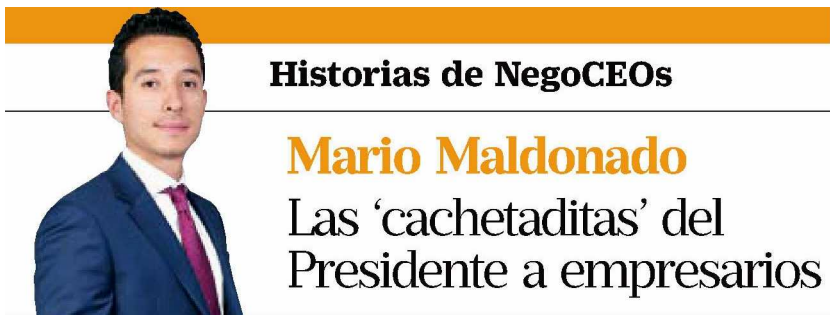 Historias de NegoCEOs
Mario Maldonado
Las ‘cachetaditas’ del
Presidente a empresarios